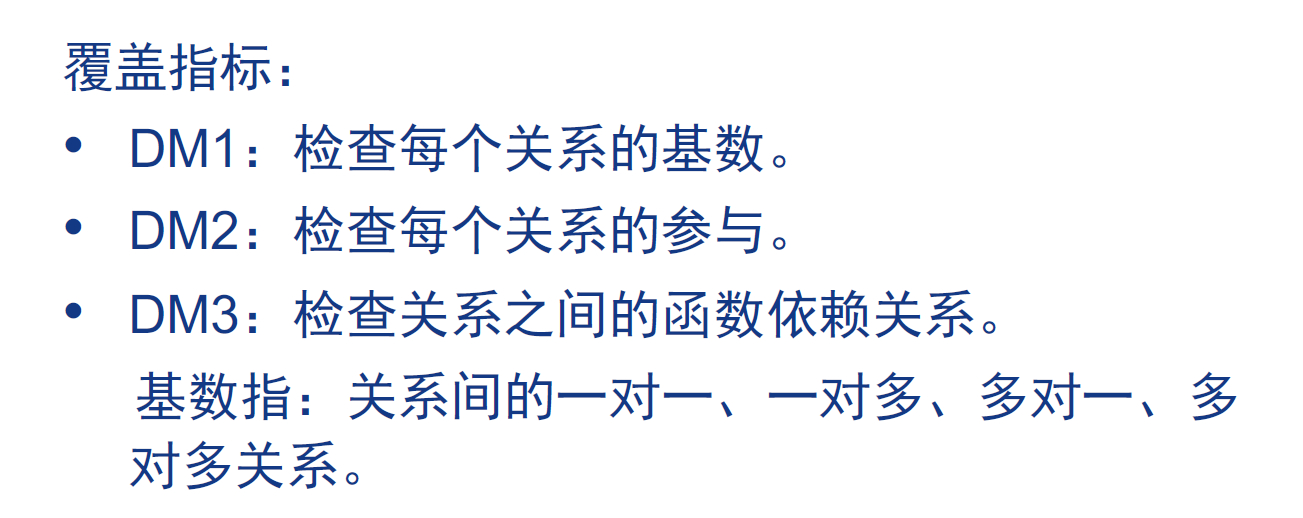 覆盖指标：
• DM1：检查每个关系的基数。
• DM2：检查每个关系的参与。
• DM3：检查关系之间的函数依赖关系。
基数指：关系间的一对一、一对多、多对一、多
对多关系。